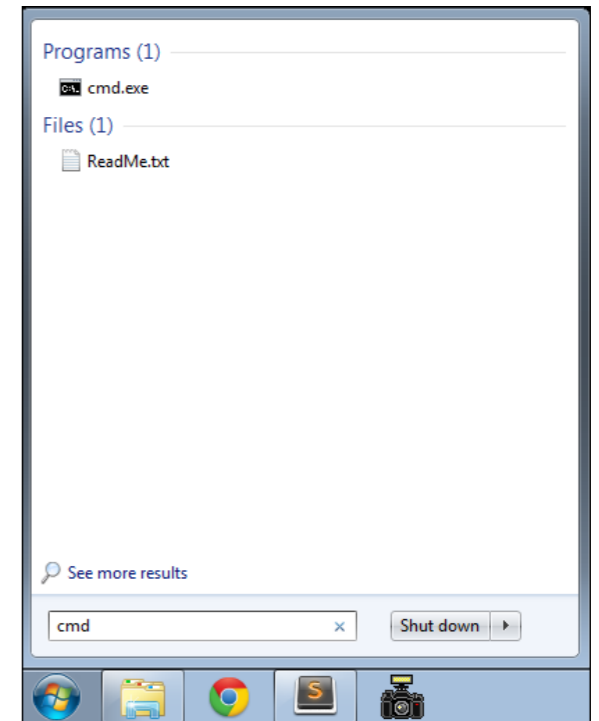 Programs (1)
cmd.exe
Files (1)
ReadMe.txt
See more results
cmd
Shut down